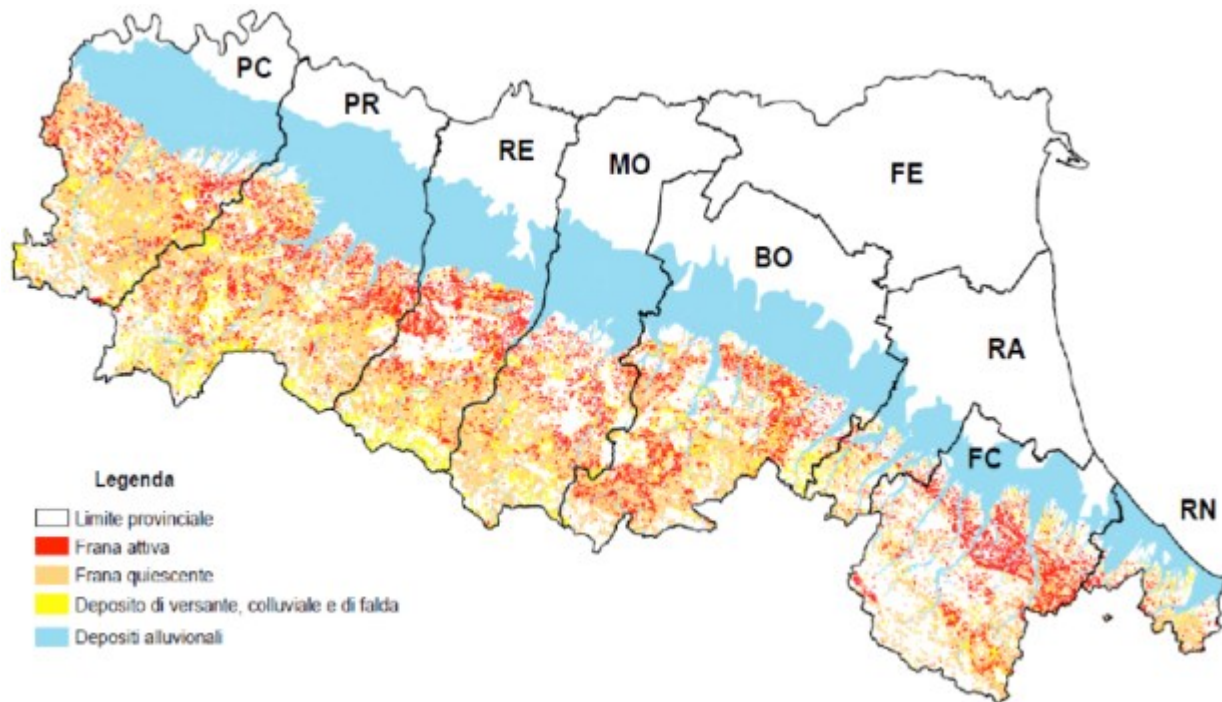 PC
PR
RE
MO
FE
BO
RA
FC
RN
Legenda
Limite provinciale
Frana attiva
Frana quiescente
Deposito di versante, colluviale e di falda
Depositi alluvionali